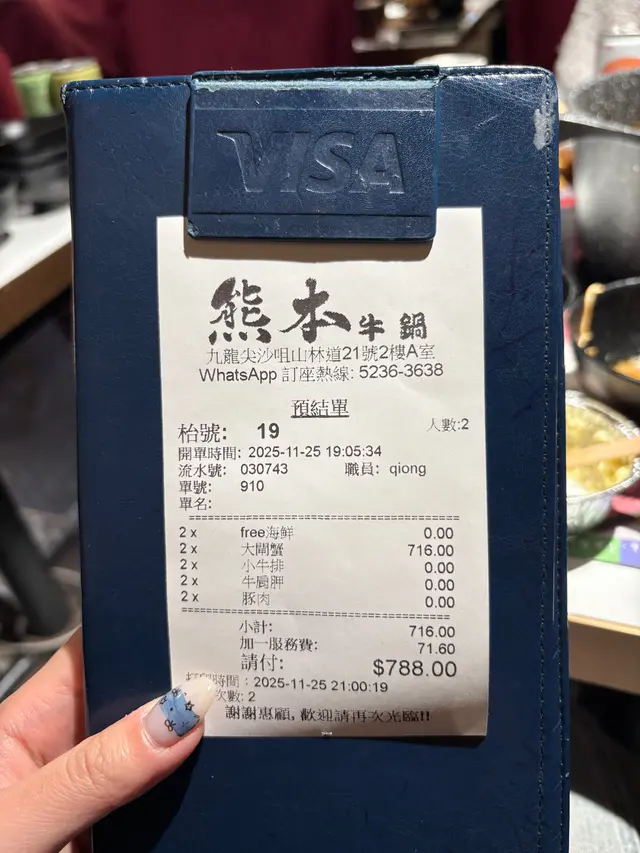 VISA
熊本牛鍋
九龍尖沙咀山林道21號2樓A室
WhatsApp 訂座熱線: 5236-3638
預結單
枱號: 19 人數:2
開單時間: 2025-11-25 19:05:34
流水號: 030743 職員: qiong
單號: 910
單名:
2 x free海鮮 0.00
2 x 大閘蟹 716.00
2 x 小牛排 0.00
2 x 牛肩胛 0.00
2 x 豚肉 0.00
小計: 716.00
加一服務費: 71.60
請付: $788.00
時間：2025-11-25 21:00:19
次數: 2
謝謝惠顧, 歡迎請再次光臨!!